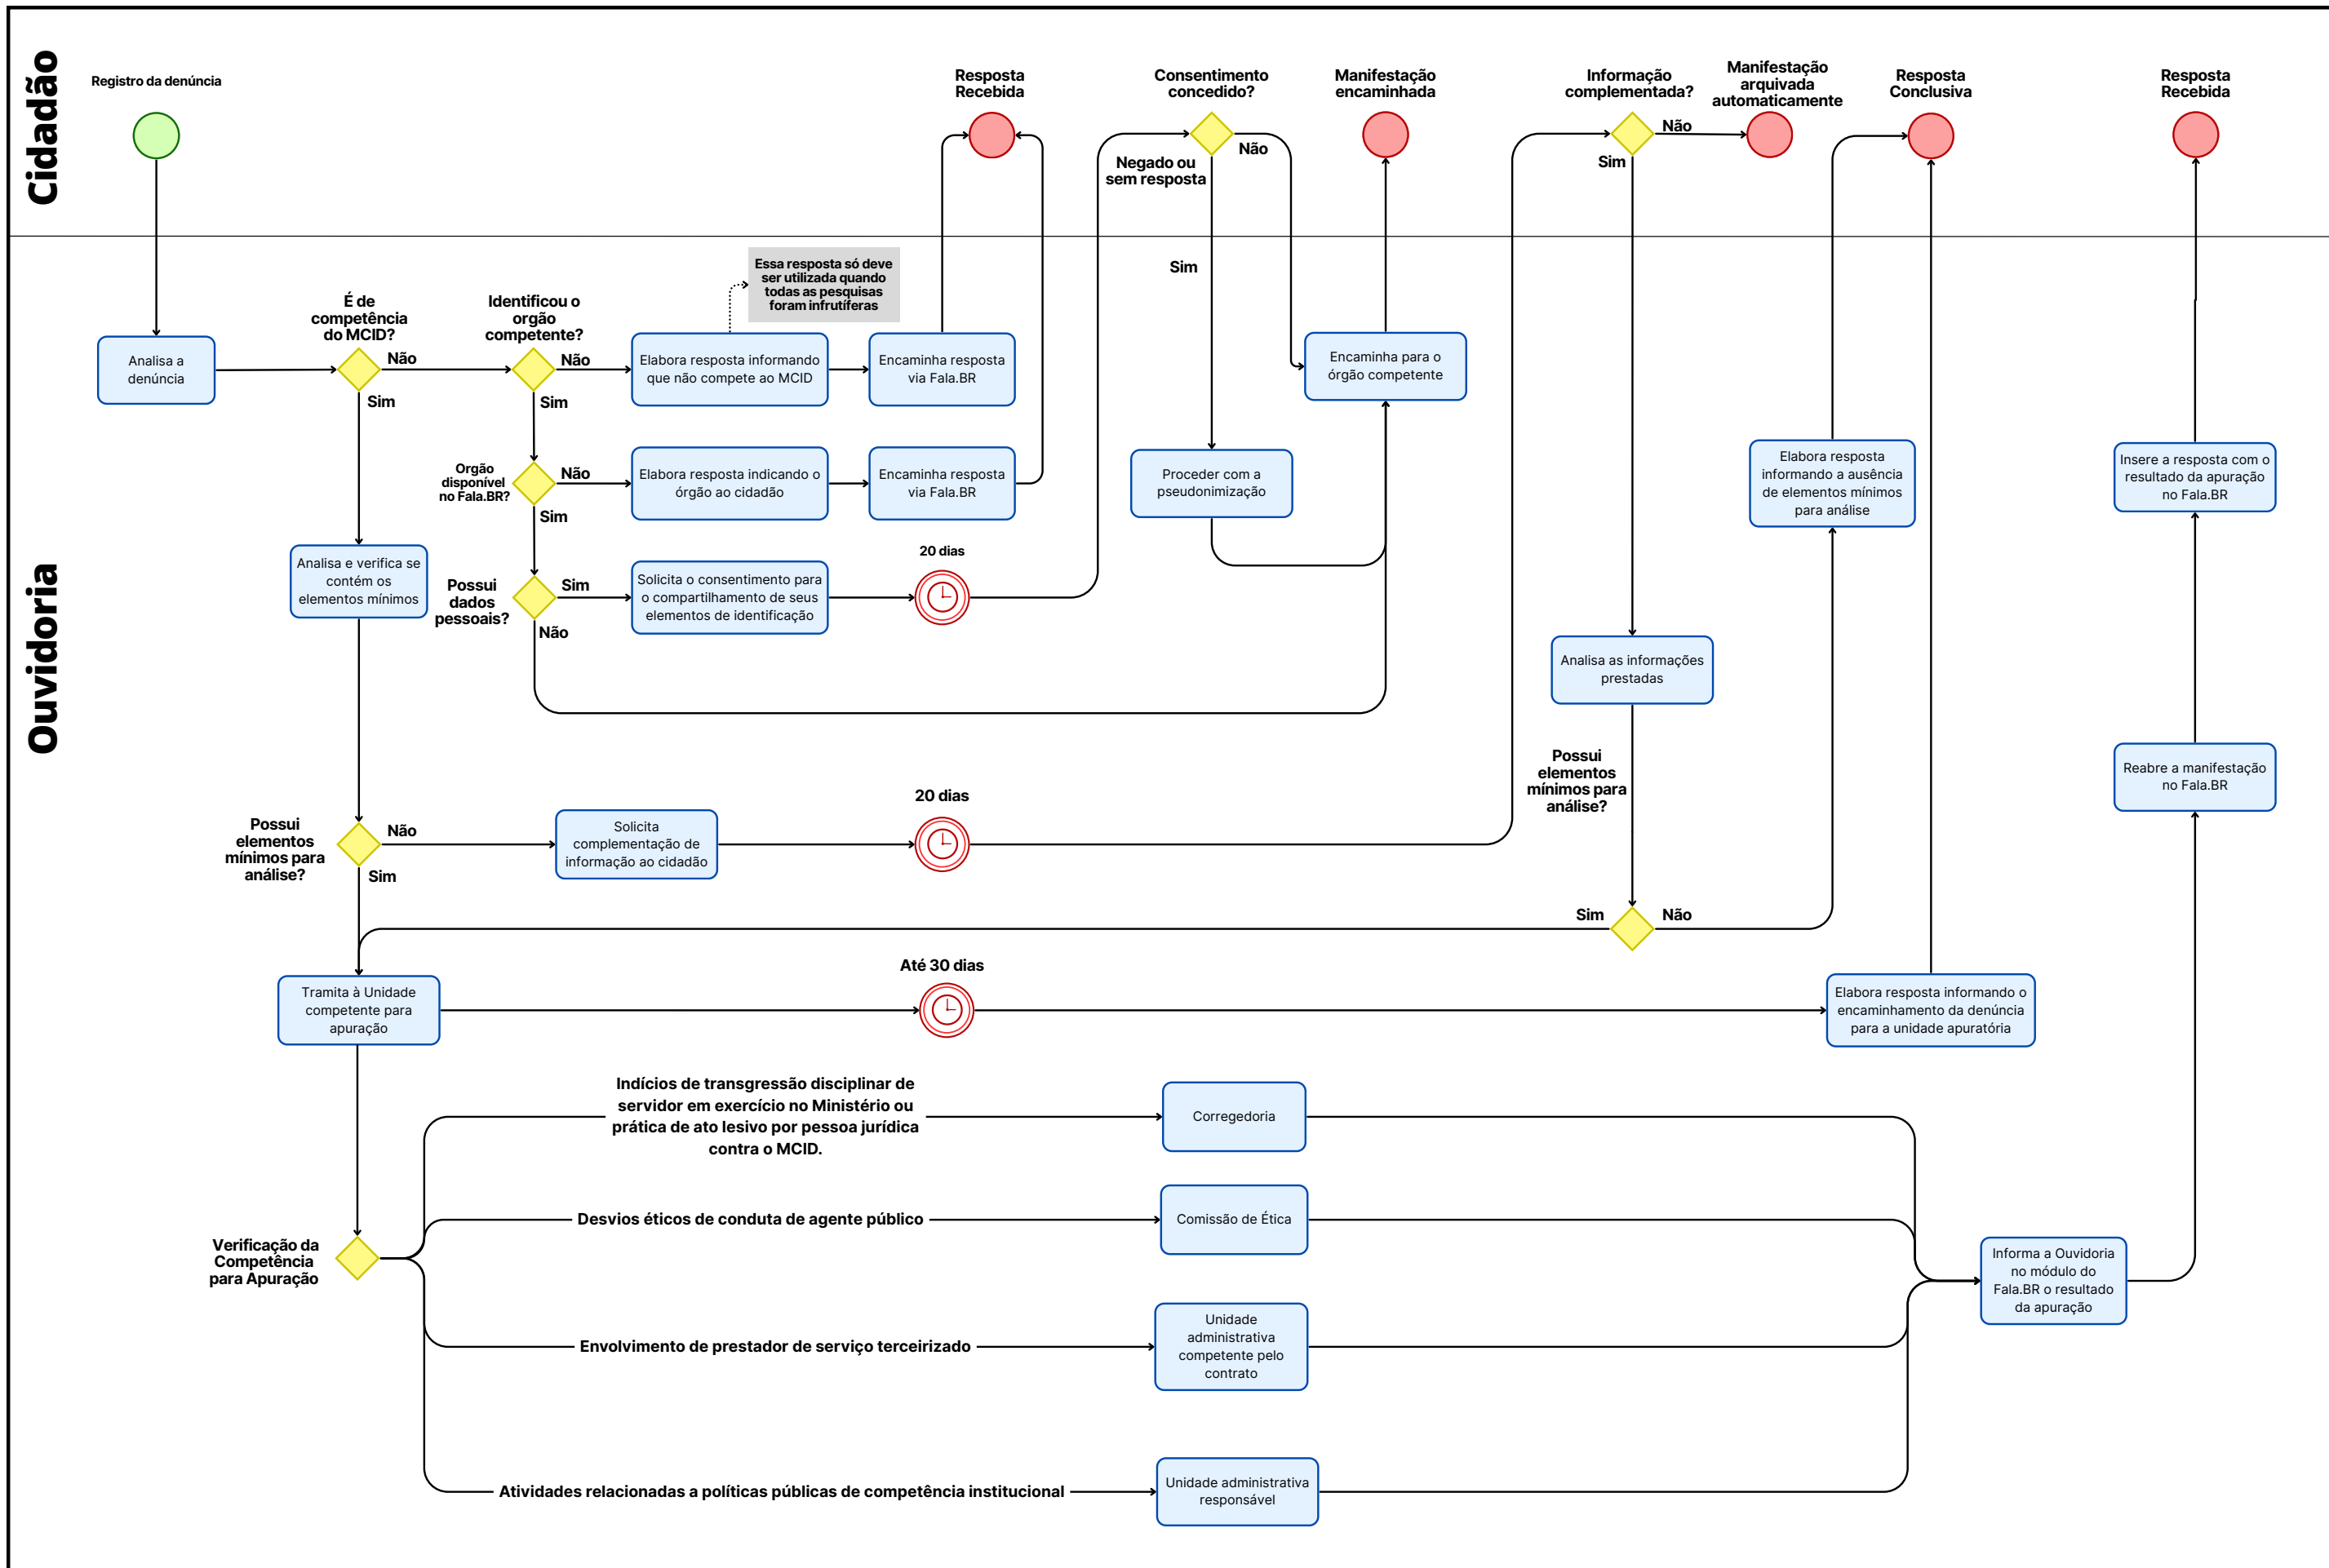 Cidadão
Registro da denúncia
Resposta
Recebida
Consentimento
concedido?
Manifestação
encaminhada
Informação
complementada?
Manifestação
arquivada
automaticamente
Resposta
Conclusiva
Resposta
Recebida
Não
Negado ou
sem resposta
Não
Sim
Ouvidoria
Sim
Essa resposta só deve
ser utilizada quando
todas as pesquisas
foram infrutíferas
É de
competência
do MCID?
Identificou o
orgão
competente?
Analisa a
denúncia
Não
Sim
Não
Sim
Elabora resposta informando
que não compete ao MCID
Encaminha resposta
via Fala.BR
Encaminha para o
órgão competente
Orgão
disponível
no Fala.BR?
Não
Sim
Elabora resposta indicando o
órgão ao cidadão
Encaminha resposta
via Fala.BR
Proceder com a
pseudonimização
Elabora resposta
informando a ausência
de elementos mínimos
para análise
Insere a resposta com o
resultado da apuração
no Fala.BR
Analisa e verifica se
contém os
elementos mínimos
Possui
dados
pessoais?
Sim
Não
Solicita o consentimento para
o compartilhamento de seus
elementos de identificação
20 dias
Analisa as informações
prestadas
Possui
elementos
mínimos para
análise?
Reabre a manifestação
no Fala.BR
Possui
elementos
mínimos para
análise?
Não
Sim
Solicita
complementação de
informação ao cidadão
20 dias
Sim
Não
Tramita à Unidade
competente para
apuração
Até 30 dias
Elabora resposta informando o
encaminhamento da denúncia
para a unidade apuratória
Indícios de transgressão disciplinar de
servidor em exercício no Ministério ou
prática de ato lesivo por pessoa jurídica
contra o MCID.
Corregedoria
Desvios éticos de conduta de agente público
Comissão de Ética
Verificação da
Competência
para Apuração
Informa a Ouvidoria
no módulo do
Fala.BR o resultado
da apuração
Envolvimento de prestador de serviço terceirizado
Unidade
administrativa
competente pelo
contrato
Atividades relacionadas a políticas públicas de competência institucional
Unidade administrativa
responsável